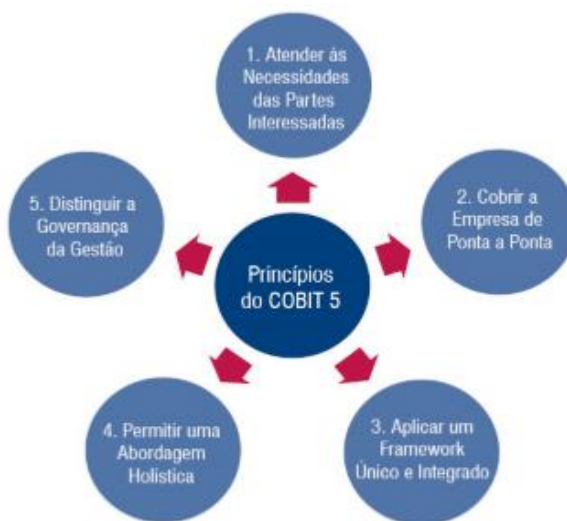 1. Atender às
Necessidades
das Partes
Interessadas
5. Distinguir a
Governança
da Gestão
2. Cobrir a
Empresa de
Ponta a Ponta
Princípios
do COBIT 5
4. Permitir uma
Abordagem
Holística
3. Aplicar um
Framework
Único e Integrado